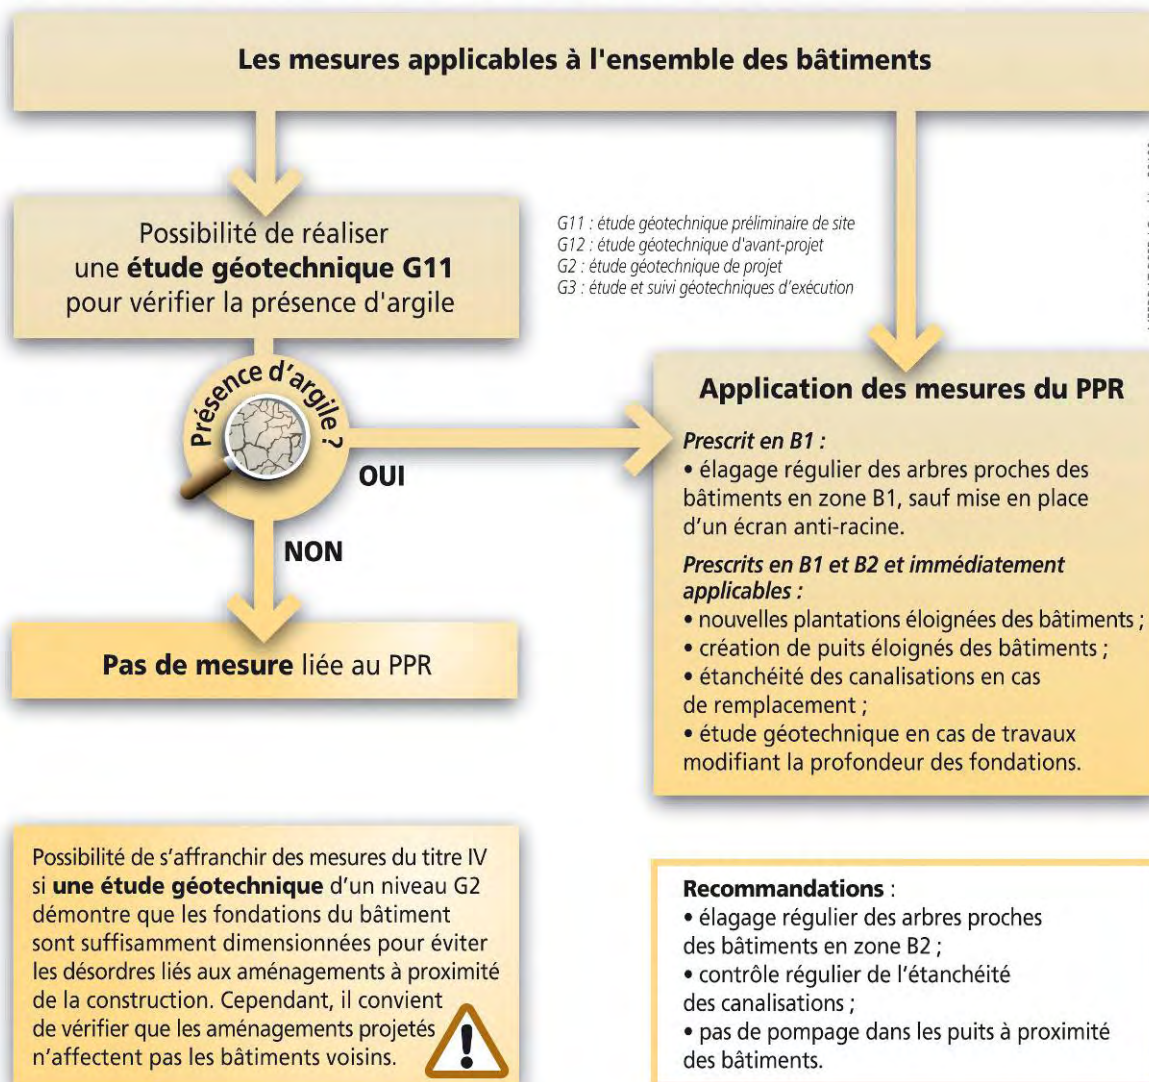 Les mesures applicables à l'ensemble des bâtiments
Possibilité de réaliser
une étude géotechnique G11
pour vérifier la présence d'argile
G11 : étude géotechnique préliminaire de site
G12 : étude géotechnique d'avant-projet
G2 : étude géotechnique de projet
G3 : étude et suivi géotechniques d'exécution
Présence d'argile ?
OUI
NON
Pas de mesure liée au PPR
Application des mesures du PPR
Prescrit en B1 :
• élagage régulier des arbres proches des
bâtiments en zone B1, sauf mise en place
d'un écran anti-racine.
Prescrits en B1 et B2 et immédiatement
applicables :
• nouvelles plantations éloignées des bâtiments ;
• création de puits éloignés des bâtiments ;
• étanchéité des canalisations en cas
de remplacement ;
• étude géotechnique en cas de travaux
modifiant la profondeur des fondations.
Possibilité de s'affranchir des mesures du titre IV
si une étude géotechnique d'un niveau G2
démontre que les fondations du bâtiment
sont suffisamment dimensionnées pour éviter
les désordres liés aux aménagements à proximité
de la construction. Cependant, il convient
de vérifier que les aménagements projetés
n'affectent pas les bâtiments voisins.
Recommandations :
• élagage régulier des arbres proches
des bâtiments en zone B2 ;
• contrôle régulier de l'étanchéité
des canalisations ;
• pas de pompage dans les puits à proximité
des bâtiments.